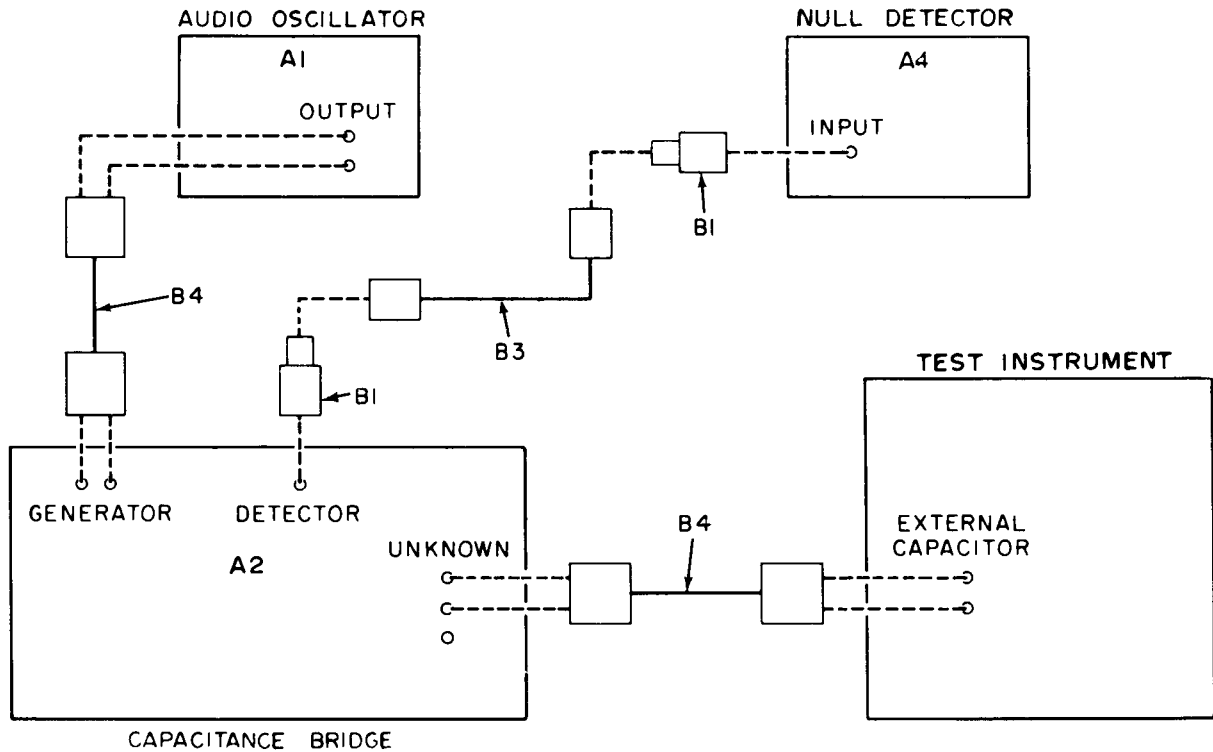 AUDIO OSCILLATOR
A1
OUTPUT
NULL DETECTOR
A4
INPUT
B1
B4
B3
B1
TEST INSTRUMENT
GENERATOR
DETECTOR
A2
UNKNOWN
B4
EXTERNAL
CAPACITOR
CAPACITANCE BRIDGE